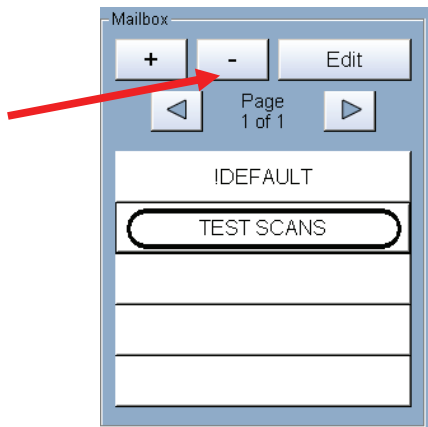 Mailbox
+ - Edit
Page
1 of 1
!DEFAULT
TEST SCANS